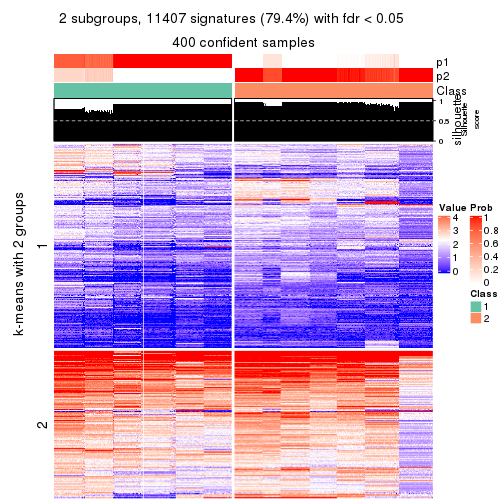 2 subgroups, 11407 signatures (79.4%) with fdr < 0.05
400 confident samples
p1
p2
Class
1
0.5
0
silhouette
Silhouette
score
k-means with 2 groups
1
2
Value
4
3
2
1
0
Prob
1
0.8
0.6
0.4
0.2
0
Class
1
2